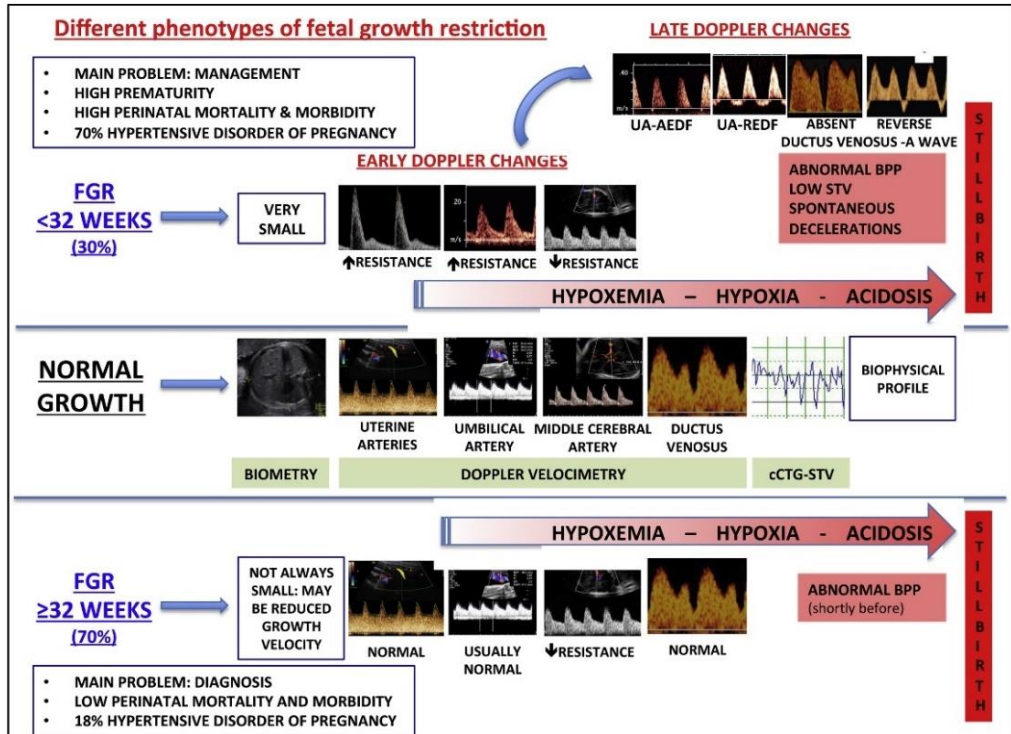 Different phenotypes of fetal growth restriction
• MAIN PROBLEM: MANAGEMENT
• HIGH PREMATURITY
• HIGH PERINATAL MORTALITY & MORBIDITY
• 70% HYPERTENSIVE DISORDER OF PREGNANCY
LATE DOPPLER CHANGES
.40
m/s
UA-AEDF
UA-REDF
ABSENT
REVERSE
DUCTUS VENOSUS -A WAVE
ABNORMAL BPP
LOW STV
SPONTANEOUS
DECELERATIONS
STILLBIRTH
EARLY DOPPLER CHANGES
FGR
<32 WEEKS
(30%)
VERY
SMALL
.20
m/s
↑RESISTANCE
↑RESISTANCE
↓RESISTANCE
HYPOXEMIA – HYPOXIA - ACIDOSIS
NORMAL
GROWTH
UTERINE
ARTERIES
UMBILICAL
ARTERY
MIDDLE CEREBRAL
ARTERY
DUCTUS
VENOSUS
BIOPHYSICAL
PROFILE
BIOMETRY
DOPPLER VELOCIMETRY
cCTG-STV
HYPOXEMIA – HYPOXIA - ACIDOSIS
STILLBIRTH
FGR
≥32 WEEKS
(70%)
NOT ALWAYS
SMALL: MAY
BE REDUCED
GROWTH
VELOCITY
NORMAL
USUALLY
NORMAL
↓RESISTANCE
NORMAL
ABNORMAL BPP
(shortly before)
• MAIN PROBLEM: DIAGNOSIS
• LOW PERINATAL MORTALITY AND MORBIDITY
• 18% HYPERTENSIVE DISORDER OF PREGNANCY